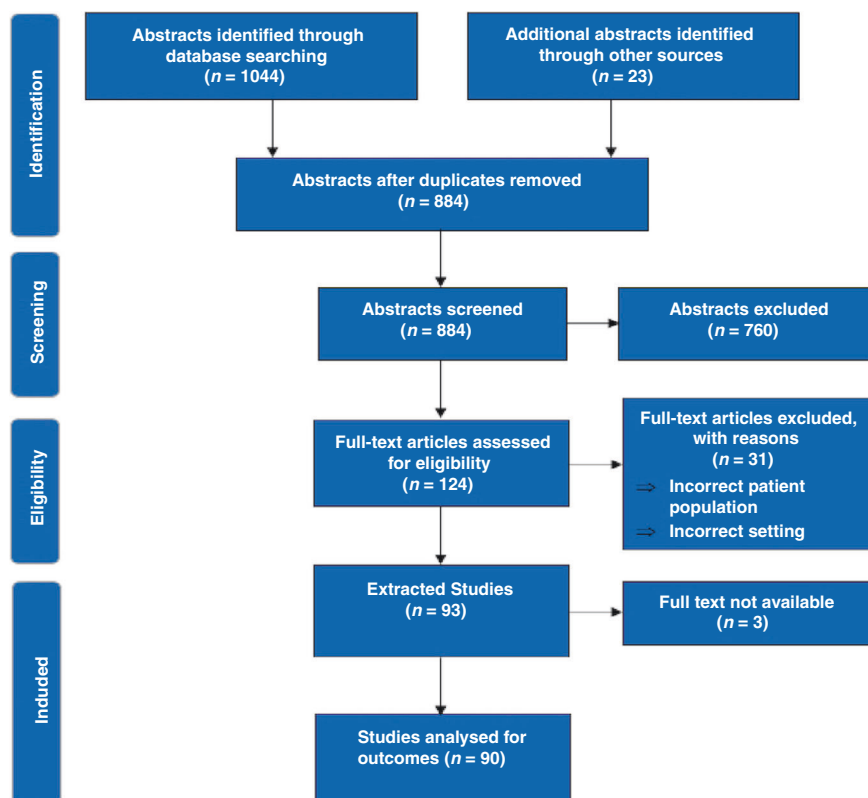 Identification
Abstracts identified through
database searching
(n = 1044)
Additional abstracts identified
through other sources
(n = 23)
Abstracts after duplicates removed
(n = 884)
Screening
Abstracts screened
(n = 884)
Abstracts excluded
(n = 760)
Eligibility
Full-text articles assessed
for eligibility
(n = 124)
Full-text articles excluded,
with reasons
(n = 31)
⇒ Incorrect patient
population
⇒ Incorrect setting
Induded
Extracted Studies
(n = 93)
Full text not available
(n = 3)
Studies analysed for
outcomes (n = 90)